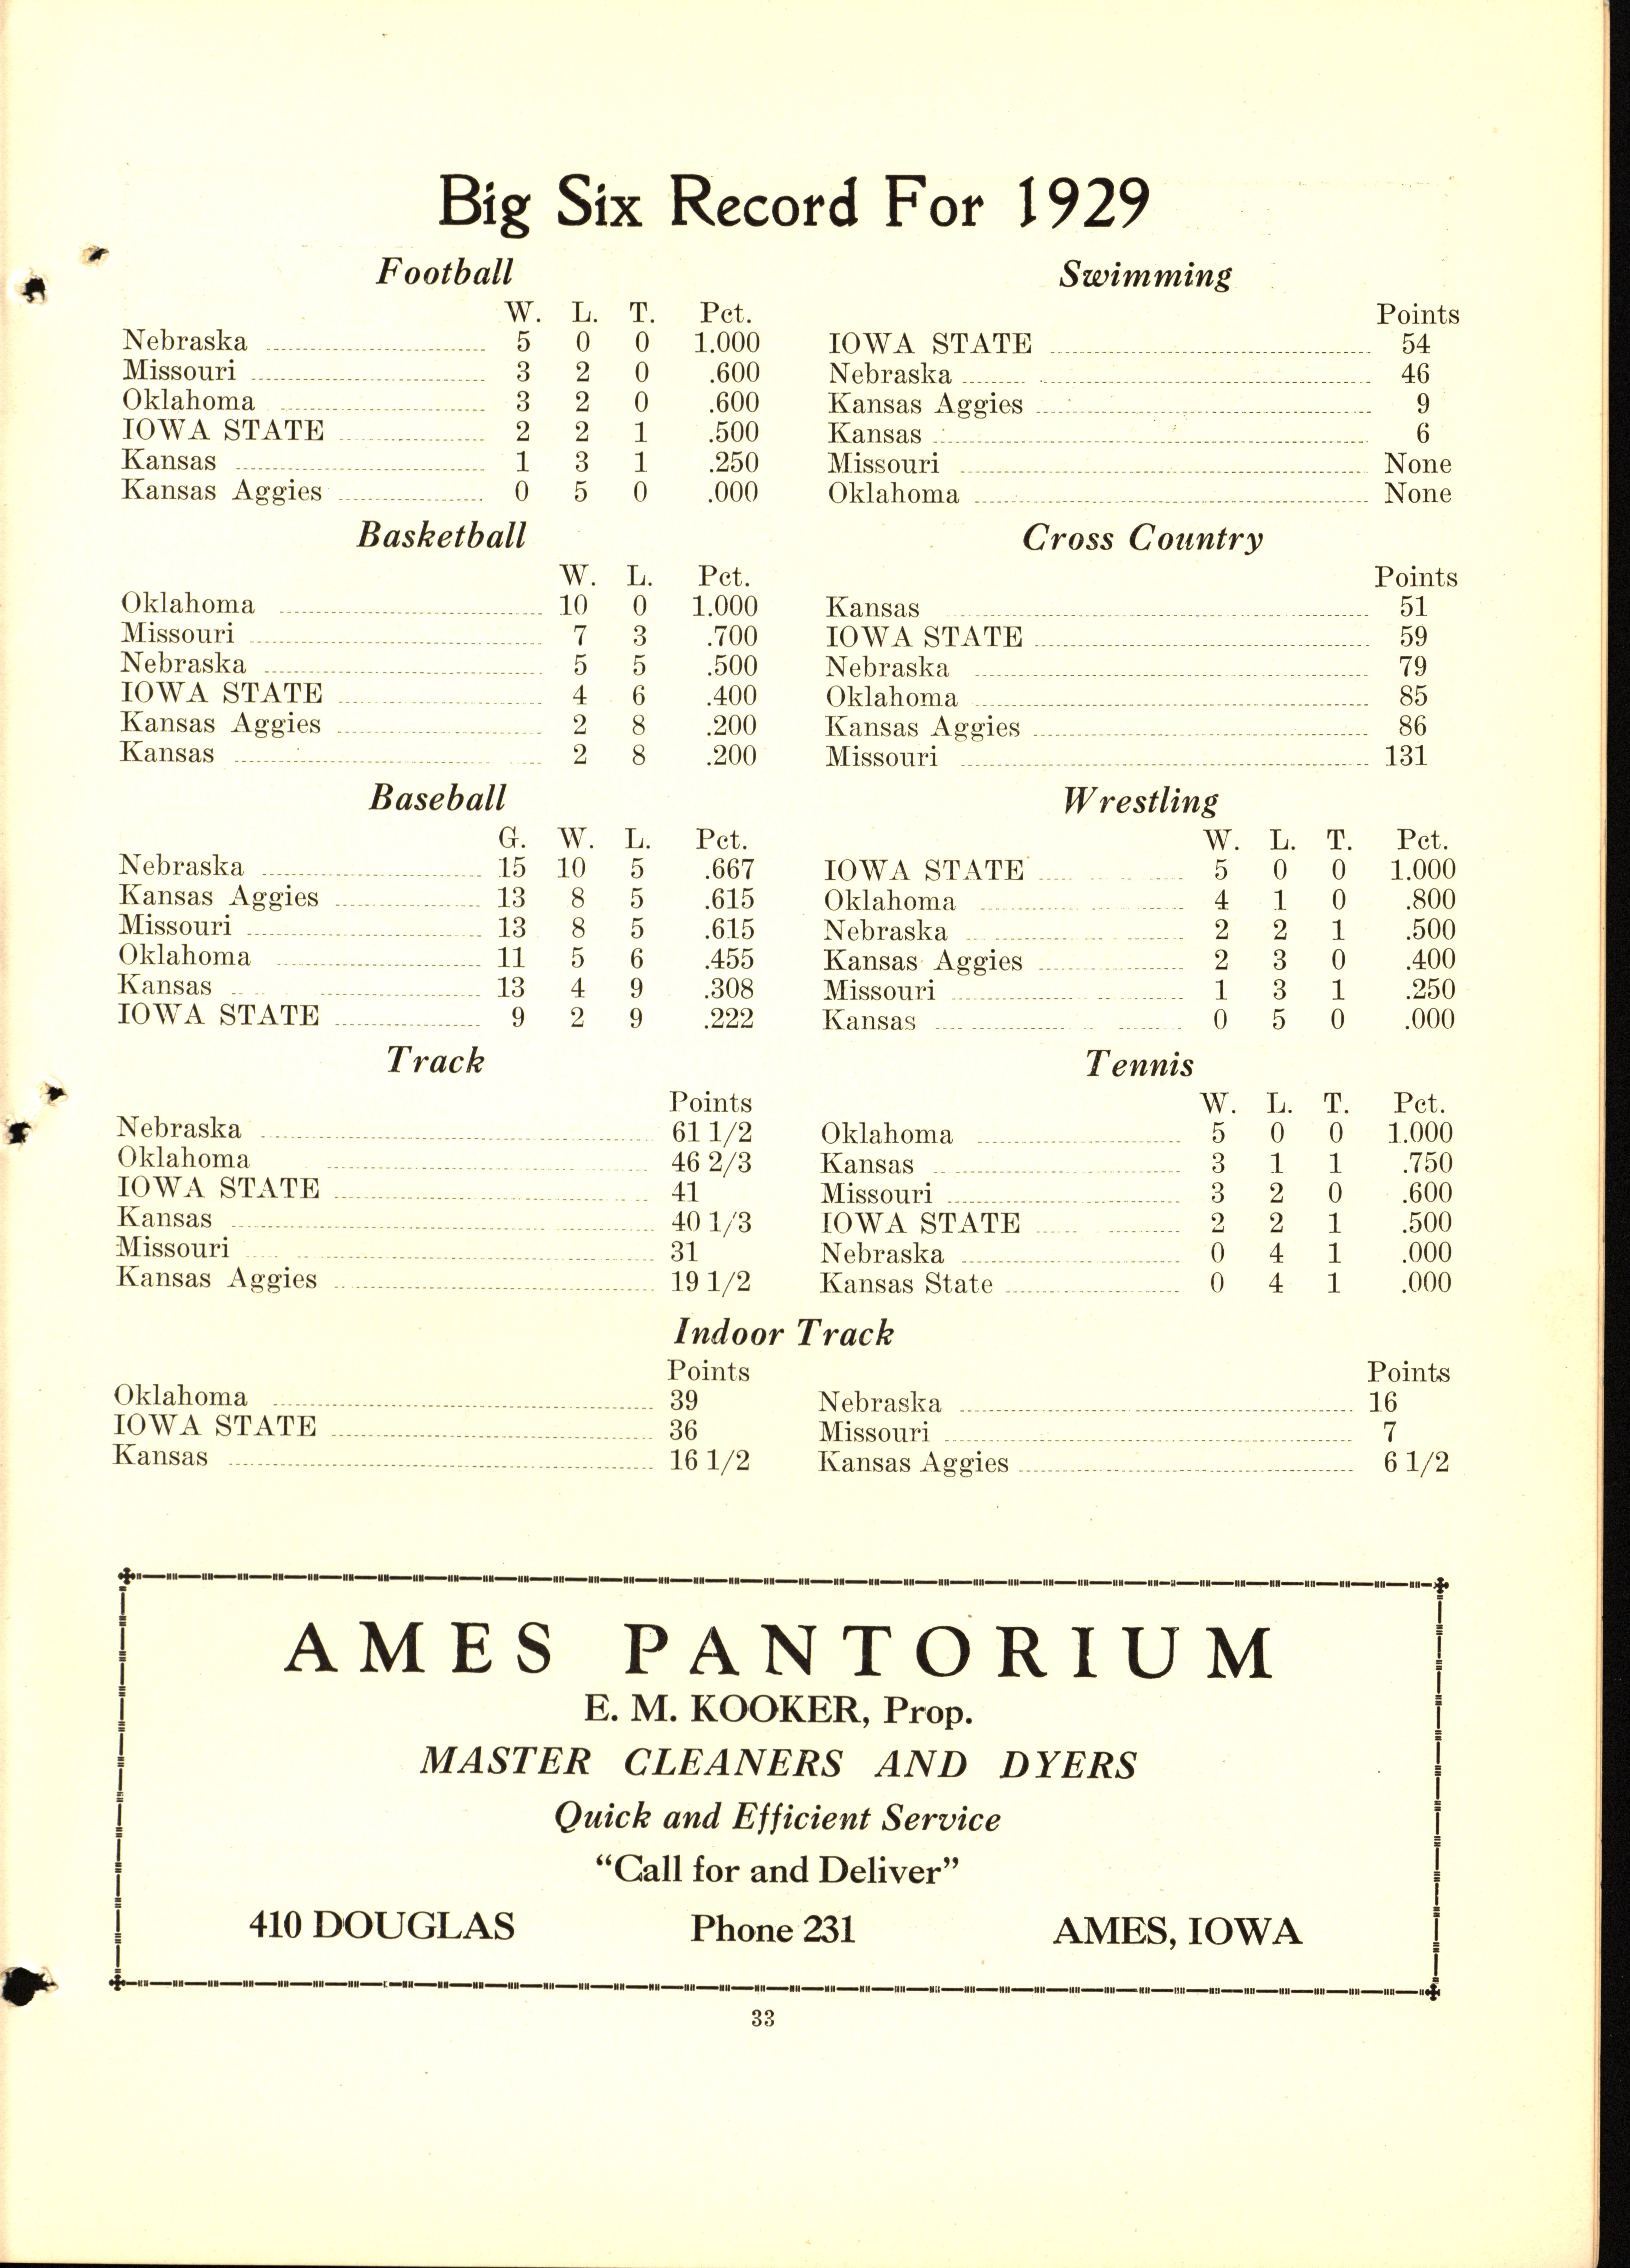 Big Six Record For 1929
Football
W. L. T. Pct.
Nebraska 5 0 0 1.000
Missouri 3 2 0 .600
Oklahoma 3 2 0 .600
IOWA STATE 2 2 1 .500
Kansas 1 3 1 .250
Kansas Aggies 0 5 0 .000
Basketball
W. L. Pct.
Oklahoma 10 0 1.000
Missouri 7 3 .700
Nebraska 5 5 .500
IOWA STATE 4 6 .400
Kansas Aggies 2 8 .200
Kansas 2 8 .200
Baseball
G. W. L. Pct.
Nebraska 15 10 5 .667
Kansas Aggies 13 8 5 .615
Missouri 13 8 5 .615
Oklahoma 11 5 6 .455
Kansas 13 4 9 .308
IOWA STATE 9 2 9 .222
Track
Points
Nebraska 61 1/2
Oklahoma 46 2/3
IOWA STATE 41
Kansas 40 1/3
Missouri 31
Kansas Aggies 19 1/2
Swimming
Points
IOWA STATE 54
Nebraska 46
Kansas Aggies 9
Kansas 6
Missouri None
Oklahoma None
Cross Country
Points
Kansas 51
IOWA STATE 59
Nebraska 79
Oklahoma 85
Kansas Aggies 86
Missouri 131
Wrestling
W. L. T. Pct.
IOWA STATE 5 0 0 1.000
Oklahoma 4 1 0 .800
Nebraska 2 2 1 .500
Kansas Aggies 2 3 0 .400
Missouri 1 3 1 .250
Kansas 0 5 0 .000
Tennis
W. L. T. Pct.
Oklahoma 5 0 0 1.000
Kansas 3 1 1 .750
Missouri 3 2 0 .600
IOWA STATE 2 2 1 .500
Nebraska 0 4 1 .000
Kansas State 0 4 1 .000
Indoor Track
Points
Oklahoma 39
IOWA STATE 36
Kansas 16 1/2
Points
Nebraska 16
Missouri 7
Kansas Aggies 6 1/2
AMES PANTORIUM
E. M. KOOKER, Prop.
MASTER CLEANERS AND DYERS
Quick and Efficient Service
“Call for and Deliver”
410 DOUGLAS Phone 231 AMES, IOWA
33